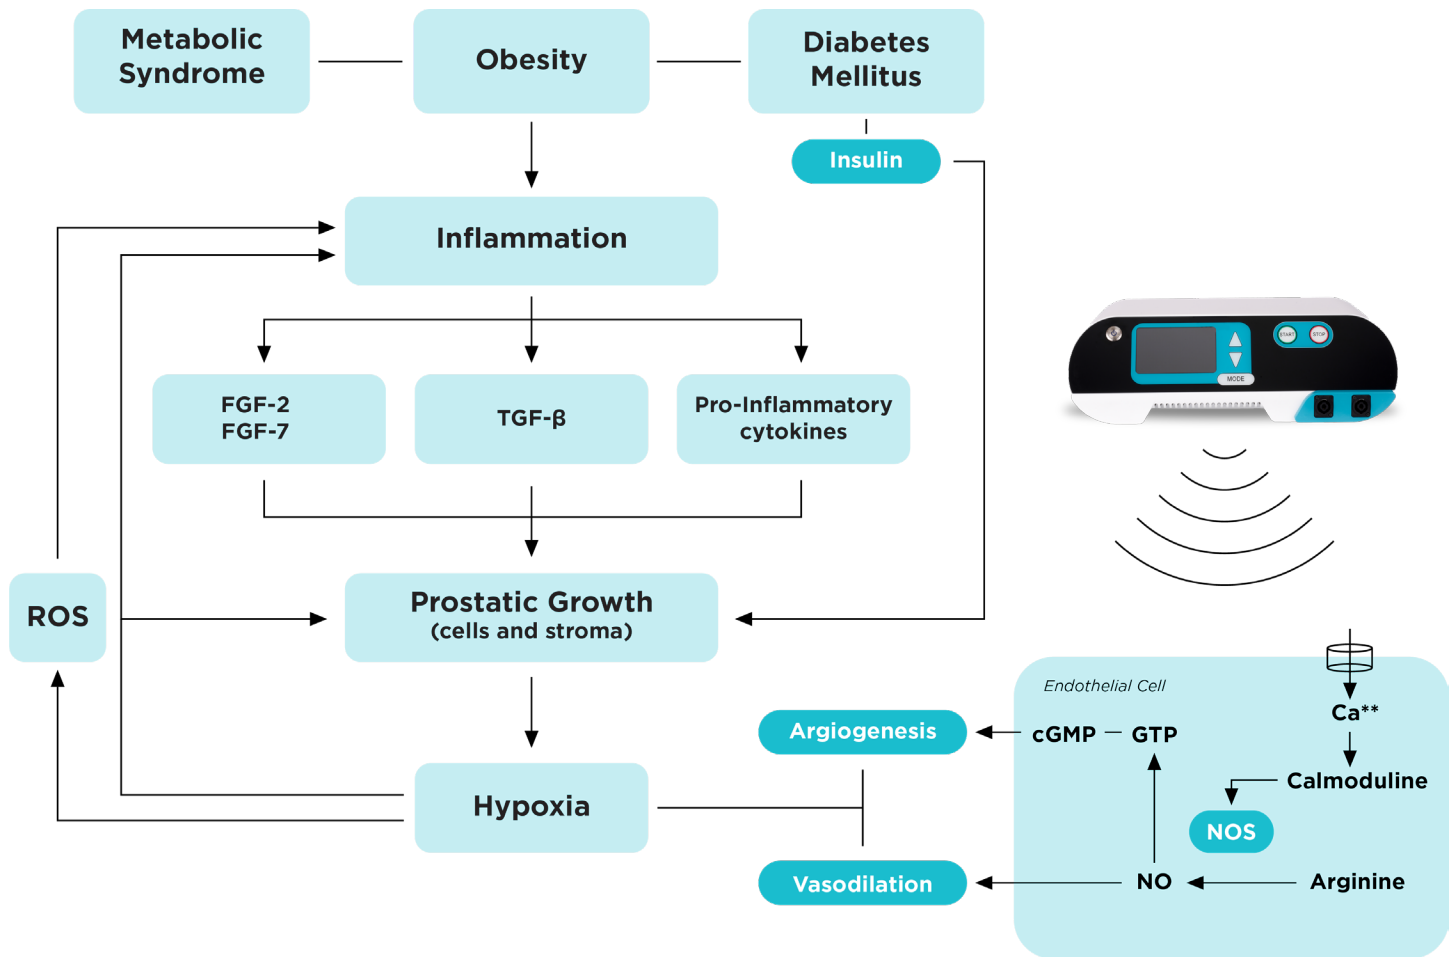 Metabolic
Syndrome
Obesity
Diabetes
Mellitus
Insulin
Inflammation
FGF-2
FGF-7
TGF-β
Pro-Inflammatory
cytokines
START
STOP
MODE
ROS
Prostatic Growth
(cells and stroma)
Endothelial Cell
Ca**
Argiogenesis
cGMP
GTP
Calmoduline
Hypoxia
NOS
Vasodilation
NO
Arginine